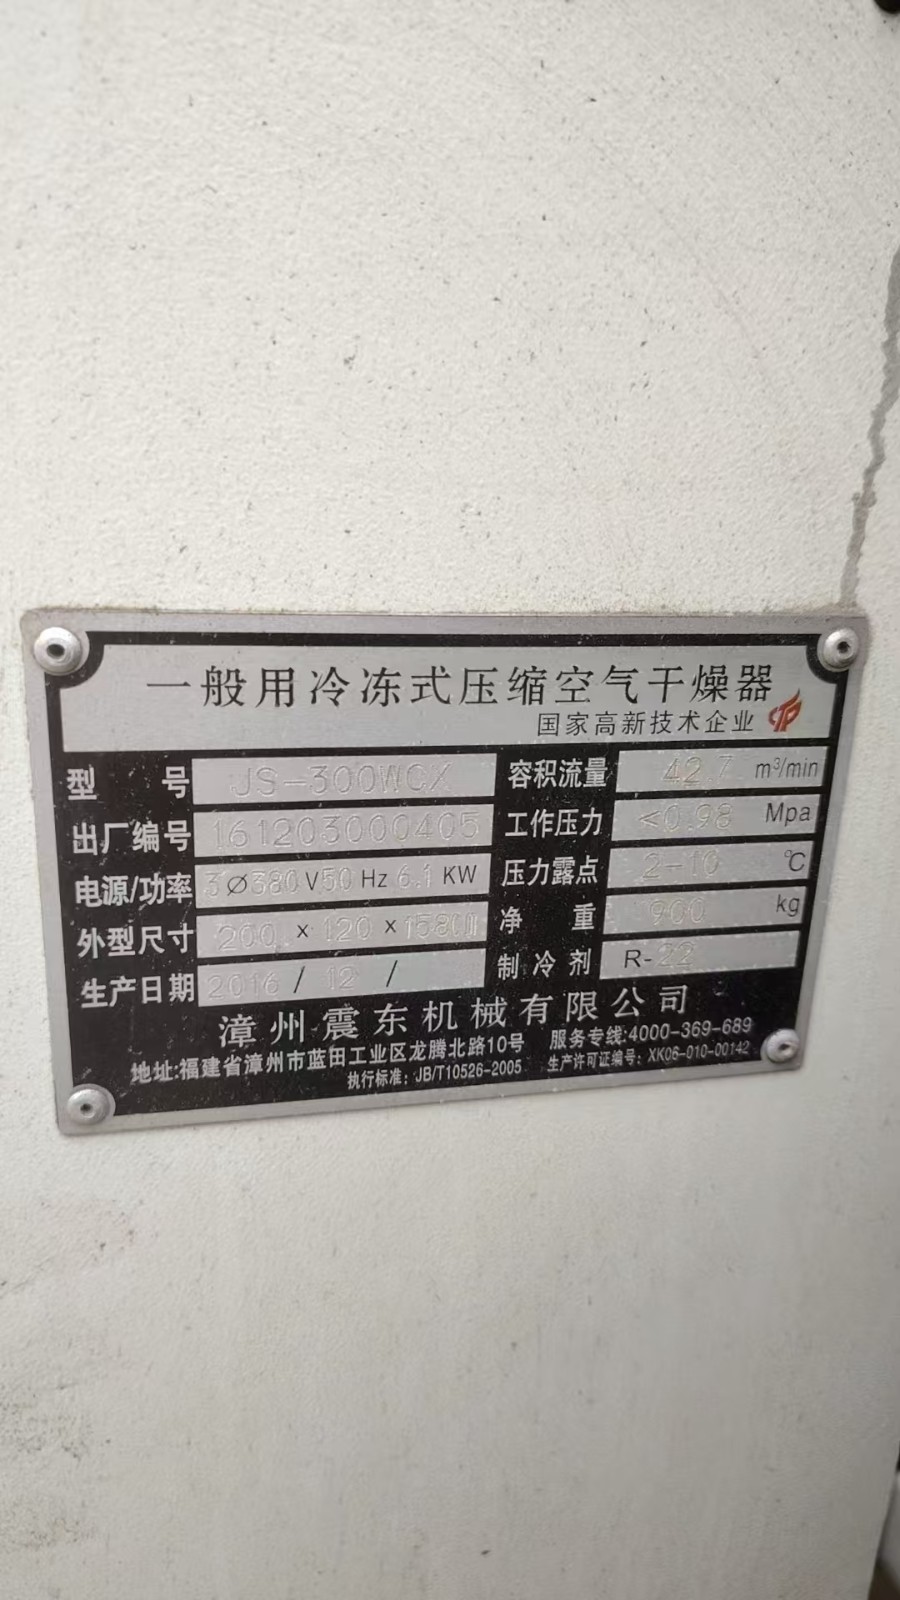 一般用冷冻式压缩空气干燥器
国家高新技术企业
型号 JS-300WCX 容积流量 42.7 m³/min
出厂编号 161203000405 工作压力 ≤0.98 Mpa
电源/功率 3Ø380V50Hz 6.1 KW 压力露点 2-10 ℃
外型尺寸 200 x 120 x 净重 900 kg
生产日期 2016 / 12 / 制冷剂 R-22
漳州震东机械有限公司
地址:福建省漳州市蓝田工业区龙腾北路10号 服务专线:4000-369-689
执行标准: JB/T10526-2005 生产许可证编号: XK06-010-00142